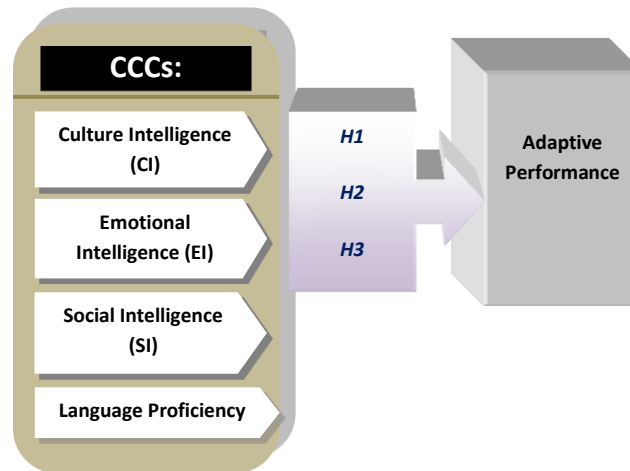 CCCs:
Culture Intelligence
(CI)
Emotional
Intelligence (EI)
Social Intelligence
(SI)
Language Proficiency
H1
H2
H3
Adaptive
Performance